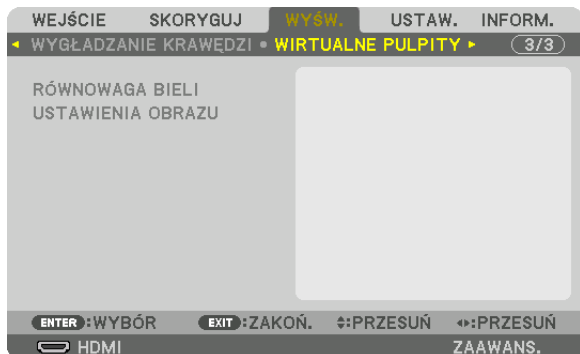 WEJŚCIE SKORYGUJ WYŚW. USTAW. INFORM.
WYGŁADZANIE KRAWĘDZI • WIRTUALNE PULPITY 3/3
RÓWNOWAGA BIELI
USTAWIENIA OBRAZU
ENTER :WYBÓR EXIT :ZAKOŃ. :PRZESUŃ :PRZESUŃ
HDMI ZAAWANS.